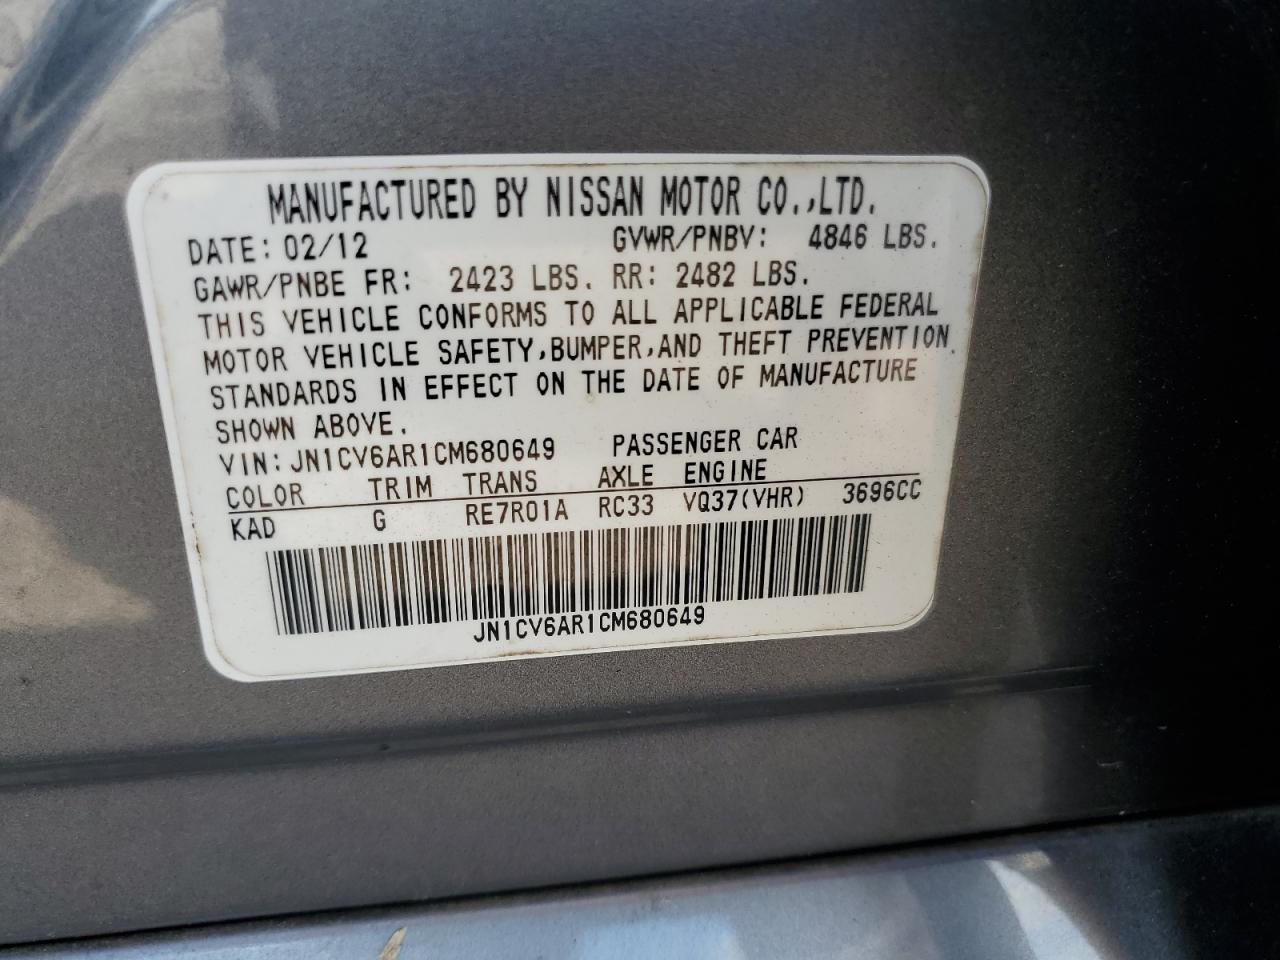 MANUFACTURED BY NISSAN MOTOR CO.,LTD.
DATE: 02/12 GVWR/PNBV: 4846 LBS.
GAWR/PNBE FR: 2423 LBS. RR: 2482 LBS.
THIS VEHICLE CONFORMS TO ALL APPLICABLE FEDERAL
MOTOR VEHICLE SAFETY,BUMPER,AND THEFT PREVENTION
STANDARDS IN EFFECT ON THE DATE OF MANUFACTURE
SHOWN ABOVE.
VIN:JN1CV6AR1CM680649 PASSENGER CAR
COLOR TRIM TRANS AXLE ENGINE
KAD G RE7R01A RC33 VQ37(VHR) 3696CC
JN1CV6AR1CM680649